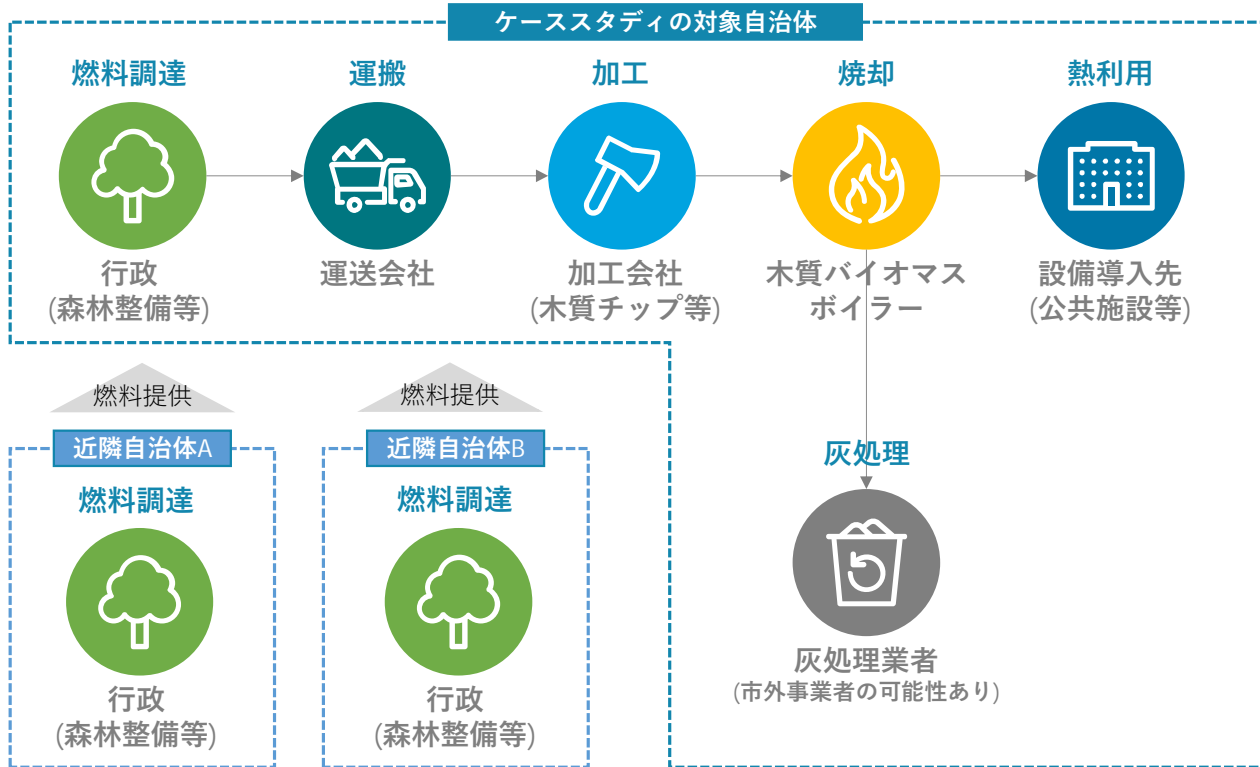 ケーススタディの対象自治体
燃料調達
運搬
加工
焼却
熱利用
行政
(森林整備等)
運送会社
加工会社
(木質チップ等)
木質バイオマス
ボイラー
設備導入先
(公共施設等)
燃料提供
燃料提供
近隣自治体A
近隣自治体B
燃料調達
行政
(森林整備等)
燃料調達
行政
(森林整備等)
灰処理
灰処理業者
(市外事業者の可能性あり)